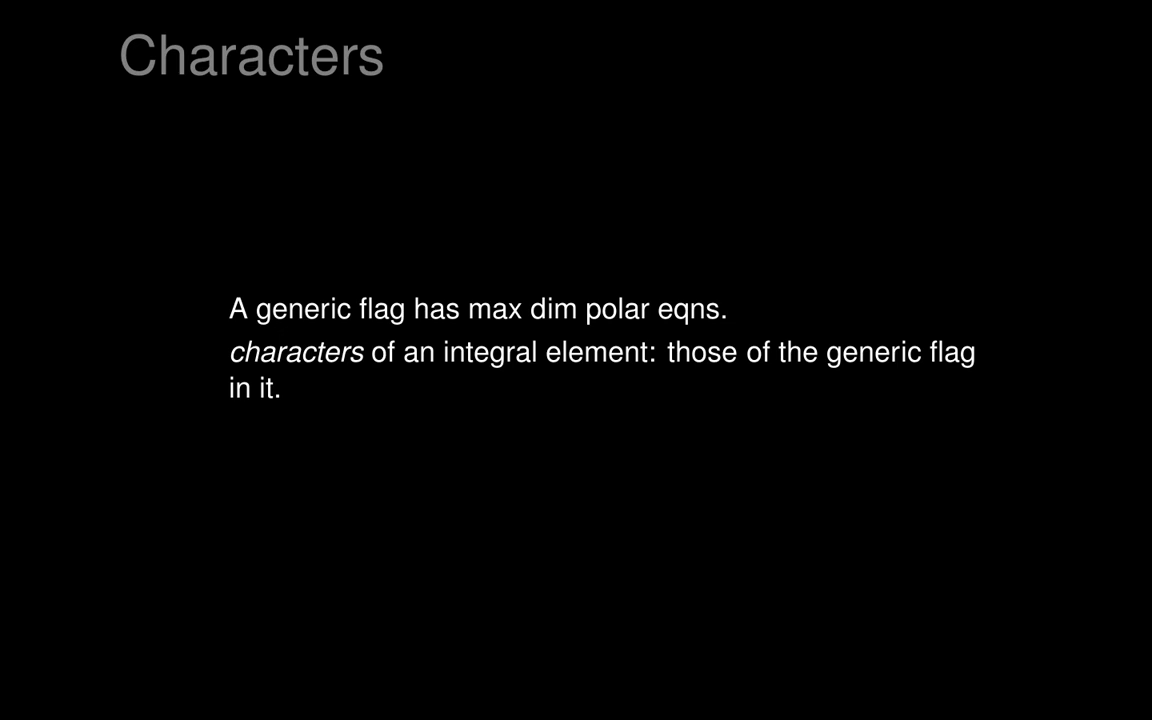 Characters
A generic flag has max dim polar eqns.
characters of an integral element: those of the generic flag
in it.